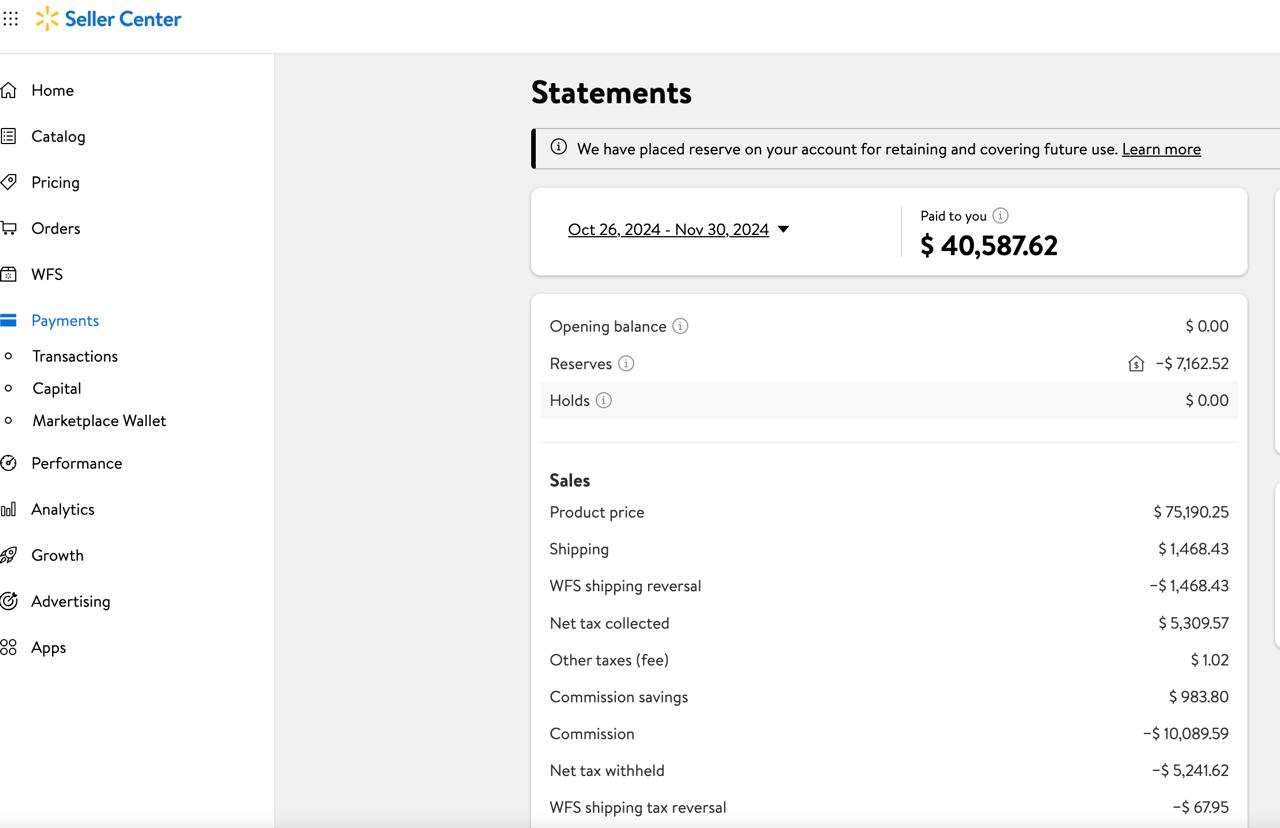 Seller Center
Home
Catalog
Pricing
Orders
WFS
Payments
Transactions
Capital
Marketplace Wallet
Performance
Analytics
Growth
Advertising
Apps
Statements
We have placed reserve on your account for retaining and covering future use. Learn more
Oct 26, 2024 - Nov 30, 2024
Paid to you
$ 40,587.62
Opening balance $ 0.00
Reserves −$ 7,162.52
Holds $ 0.00
Sales
Product price $ 75,190.25
Shipping $ 1,468.43
WFS shipping reversal −$ 1,468.43
Net tax collected $ 5,309.57
Other taxes (fee) $ 1.02
Commission savings $ 983.80
Commission −$ 10,089.59
Net tax withheld −$ 5,241.62
WFS shipping tax reversal −$ 67.95